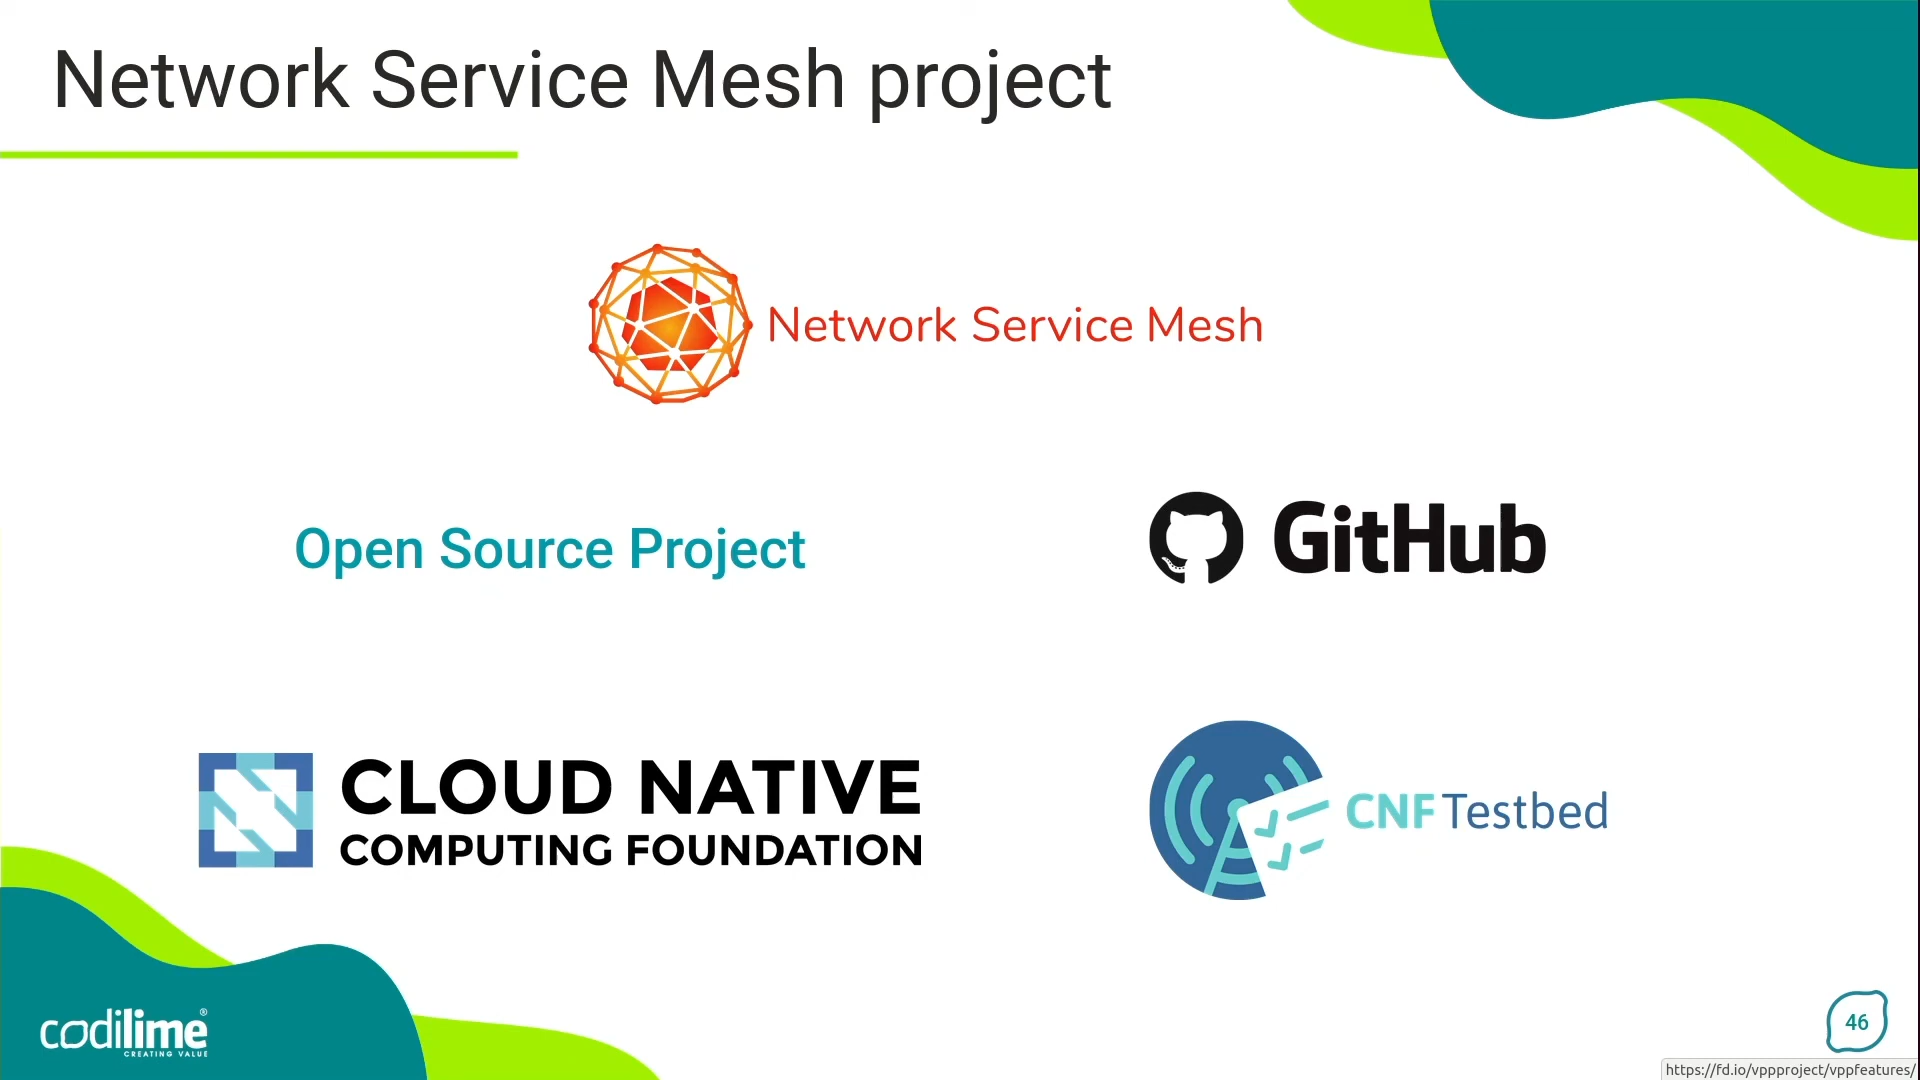 Network Service Mesh project
Network Service Mesh
Open Source Project
GitHub
CLOUD NATIVE
COMPUTING FOUNDATION
CNF Testbed
codilime®
CREATING VALUE
46
https://fd.io/vppproject/vppfeatures/